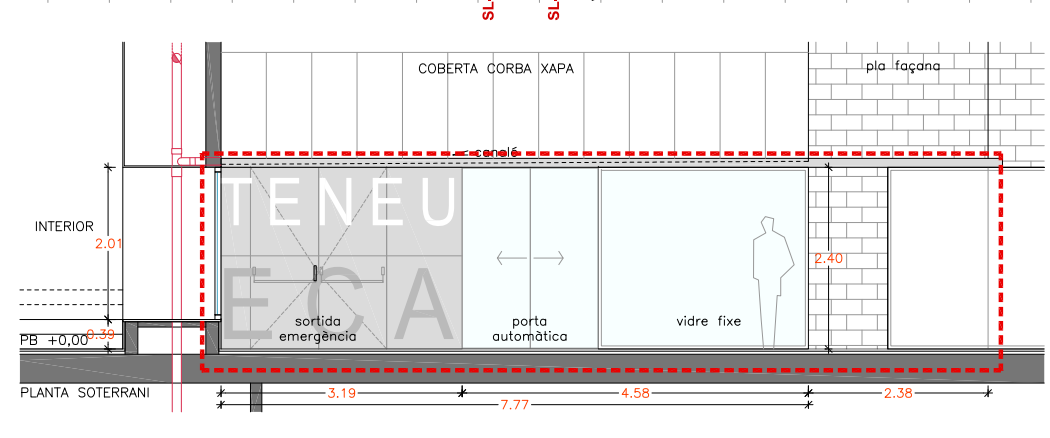 SL
SL
COBERTA CORBA XAPA
pla façana
< canaló
TENEU
INTERIOR
2.01
2.40
ECA
sortida
emergència
porta
automàtica
vidre fixe
0.39
PB +0,00
PLANTA SOTERRANI
3.19
4.58
2.38
7.77